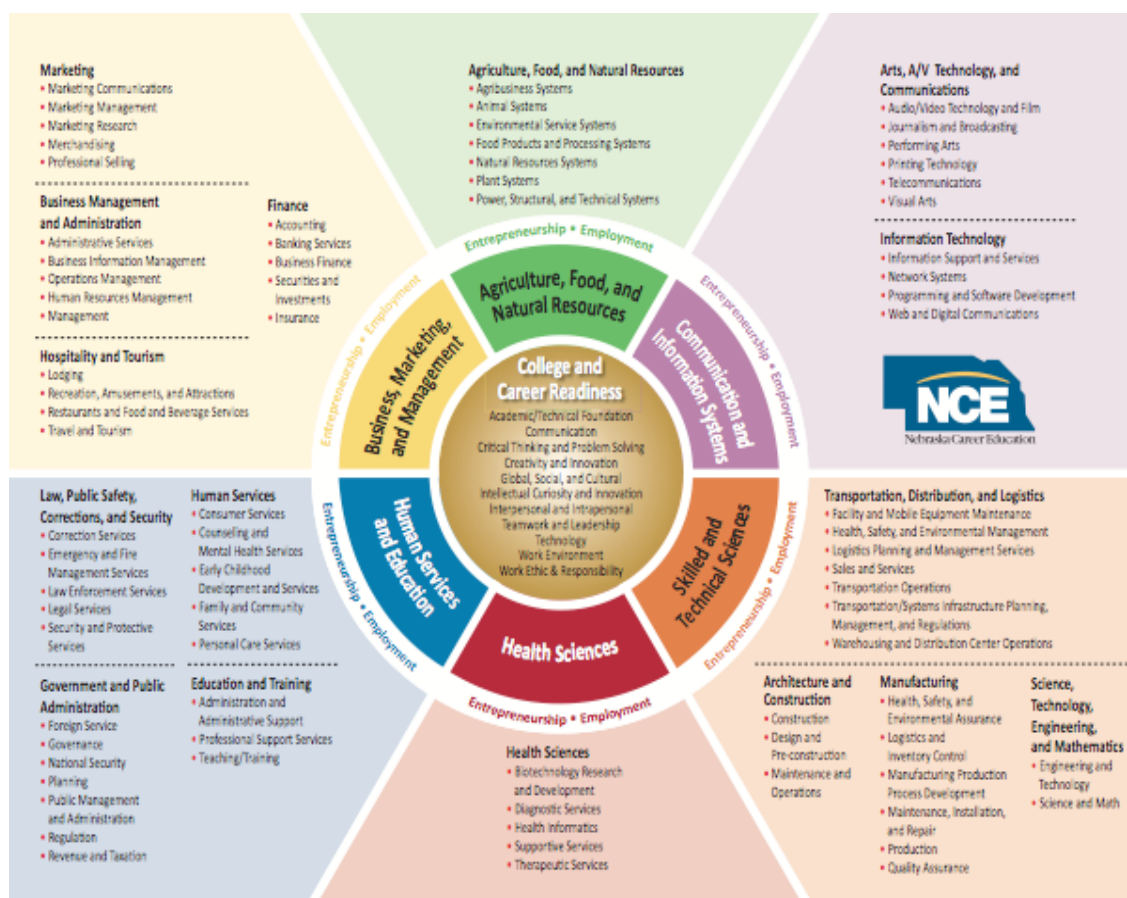 Marketing
• Marketing Communications
• Marketing Management
• Marketing Research
• Merchandising
• Professional Selling
Business Management
and Administration
• Administrative Services
• Business Information Management
• Operations Management
• Human Resources Management
• Management
Finance
• Accounting
• Banking Services
• Business Finance
• Securities and
Investments
• Insurance
Hospitality and Tourism
• Lodging
• Recreation, Amusements, and Attractions
• Restaurants and Food and Beverage Services
• Travel and Tourism
Agriculture, Food, and Natural Resources
• Agribusiness Systems
• Animal Systems
• Environmental Service Systems
• Food Products and Processing Systems
• Natural Resources Systems
• Plant Systems
• Power, Structural, and Technical Systems
Arts, A/V Technology, and
Communications
• Audio/Video Technology and Film
• Journalism and Broadcasting
• Performing Arts
• Printing Technology
• Telecommunications
• Visual Arts
Information Technology
• Information Support and Services
• Network Systems
• Programming and Software Development
• Web and Digital Communications
NCE
Nebraska Career Education
Entrepreneurship • Employment
Agriculture, Food, and
Natural Resources
Entrepreneurship • Employment
Communication and
Information Systems
Entrepreneurship • Employment
Skilled and
Technical Sciences
Entrepreneurship • Employment
Health Sciences
Entrepreneurship • Employment
Human Services
and Education
Entrepreneurship • Employment
Business, Marketing,
and Management
College and
Career Readiness
Academic/Technical Foundation
Communication
Critical Thinking and Problem Solving
Creativity and Innovation
Global, Social, and Cultural
Intellectual Curiosity and Innovation
Interpersonal and Intrapersonal
Teamwork and Leadership
Technology
Work Environment
Work Ethic & Responsibility
Law, Public Safety,
Corrections, and Security
• Correction Services
• Emergency and Fire
Management Services
• Law Enforcement Services
• Legal Services
• Security and Protective
Services
Human Services
• Consumer Services
• Counseling and
Mental Health Services
• Early Childhood
Development and Services
• Family and Community
Services
• Personal Care Services
Government and Public
Administration
• Foreign Service
• Governance
• National Security
• Planning
• Public Management
and Administration
• Regulation
• Revenue and Taxation
Education and Training
• Administration and
Administrative Support
• Professional Support Services
• Teaching/Training
Health Sciences
• Biotechnology Research
and Development
• Diagnostic Services
• Health Informatics
• Supportive Services
• Therapeutic Services
Transportation, Distribution, and Logistics
• Facility and Mobile Equipment Maintenance
• Health, Safety, and Environmental Management
• Logistics Planning and Management Services
• Sales and Services
• Transportation Operations
• Transportation/Systems Infrastructure Planning,
Management, and Regulations
• Warehousing and Distribution Center Operations
Architecture and
Construction
• Construction
• Design and
Pre-construction
• Maintenance and
Operations
Manufacturing
• Health, Safety, and
Environmental Assurance
• Logistics and
Inventory Control
• Manufacturing Production
Process Development
• Maintenance, Installation,
and Repair
• Production
• Quality Assurance
Science,
Technology,
Engineering,
and Mathematics
• Engineering and
Technology
• Science and Math